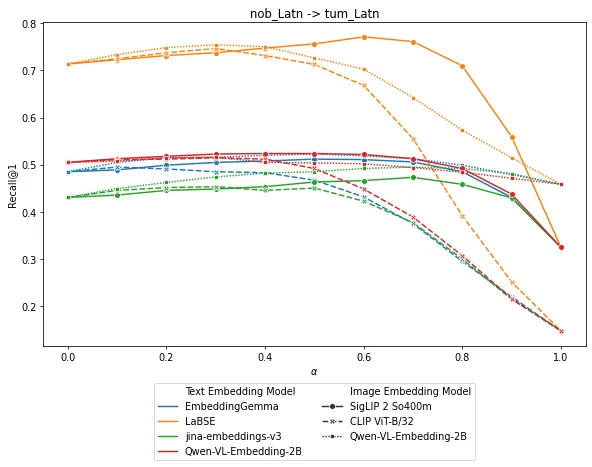 nob_Latn -> tum_Latn
Recall@1
0.8
0.7
0.6
0.5
0.4
0.3
0.2
0.0 0.2 0.4 0.6 0.8 1.0
α
Text Embedding Model Image Embedding Model
EmbeddingGemma SigLIP 2 So400m
LaBSE CLIP ViT-B/32
jina-embeddings-v3 Qwen-VL-Embedding-2B
Qwen-VL-Embedding-2B